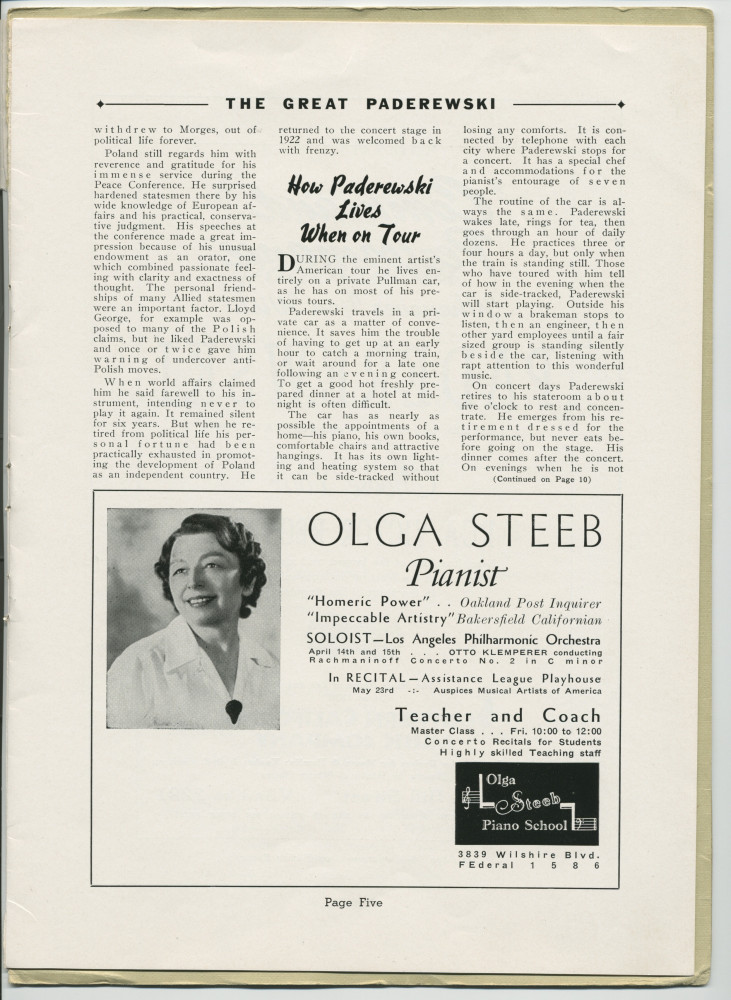 THE GREAT PADEREWSKI
withdrew to Morges, out of
political life forever.
Poland still regards him with
reverence and gratitude for his
immense service during the
Peace Conference. He surprised
hardened statesmen there by his
wide knowledge of European af-
fairs and his practical, conserva-
tive judgment. His speeches at
the conference made a great im-
pression because of his unusual
endowment as an orator, one
which combined passionate feel-
ing with clarity and exactness of
thought. The personal friend-
ships of many Allied statesmen
were an important factor. Lloyd
George, for example was op-
posed to many of the Polish
claims, but he liked Paderewski
and once or twice gave him
warning of undercover anti-
Polish moves.
When world affairs claimed
him he said farewell to his in-
strument, intending never to
play it again. It remained silent
for six years. But when he re-
tired from political life his per-
sonal fortune had been
practically exhausted in promot-
ing the development of Poland
as an independent country. He
returned to the concert stage in
1922 and was welcomed back
with frenzy.
How Paderewski
Lives
When on Tour
DURING the eminent artist's
American tour he lives en-
tirely on a private Pullman car,
as he has on most of his pre-
vious tours.
Paderewski travels in a pri-
vate car as a matter of conve-
nience. It saves him the trouble
of having to get up at an early
hour to catch a morning train,
or wait around for a late one
following an evening concert.
To get a good hot freshly pre-
pared dinner at a hotel at mid-
night is often difficult.
The car has as nearly as
possible the appointments of a
home—his piano, his own books,
comfortable chairs and attractive
hangings. It has its own light-
ing and heating system so that
it can be side-tracked without
losing any comforts. It is con-
nected by telephone with each
city where Paderewski stops for
a concert. It has a special chef
and accommodations for the
pianist's entourage of seven
people.
The routine of the car is al-
ways the same. Paderewski
wakes late, rings for tea, then
goes through an hour of daily
dozens. He practices three or
four hours a day, but only when
the train is standing still. Those
who have toured with him tell
of how in the evening when the
car is side-tracked, Paderewski
will start playing. Outside his
window a brakeman stops to
listen, then an engineer, then
other yard employees until a fair
sized group is standing silently
beside the car, listening with
rapt attention to this wonderful
music.
On concert days Paderewski
retires to his stateroom about
five o'clock to rest and concen-
trate. He emerges from his re-
tirement dressed for the
performance, but never eats be-
fore going on the stage. His
dinner comes after the concert.
On evenings when he is not
(Continued on Page 10)
OLGA STEEB
Pianist
"Homeric Power" . . Oakland Post Inquirer
"Impeccable Artistry" Bakersfield Californian
SOLOIST—Los Angeles Philharmonic Orchestra
April 14th and 15th . . . OTTO KLEMPERER conducting
Rachmaninoff Concerto No. 2 in C minor
In RECITAL—Assistance League Playhouse
May 23rd -:- Auspices Musical Artists of America
Teacher and Coach
Master Class . . . Fri. 10:00 to 12:00
Concerto Recitals for Students
Highly skilled Teaching staff
Olga
Steeb
Piano School
3839 Wilshire Blvd.
FEderal 1586
Page Five